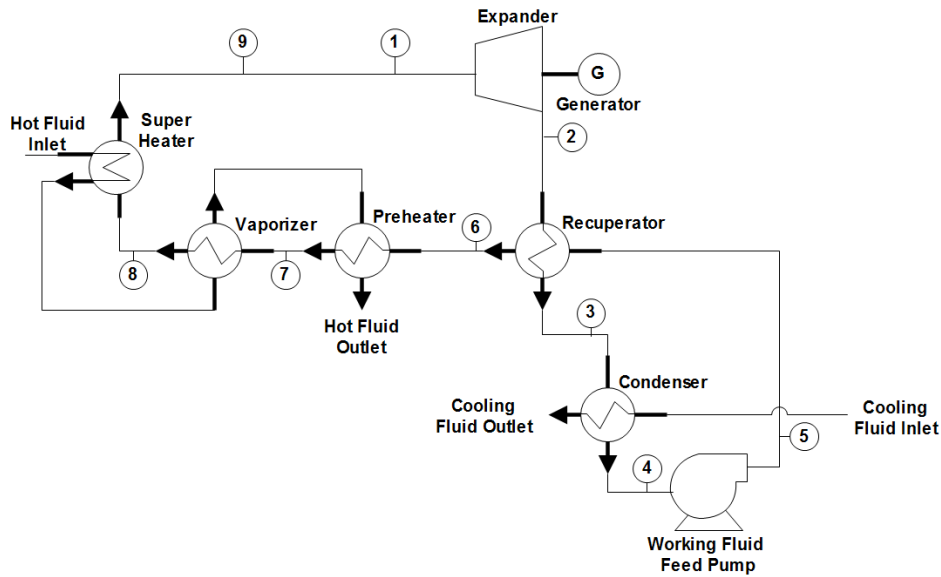 Expander
9
1
G
Generator
Super
Heater
Hot Fluid
Inlet
2
Vaporizer
Preheater
6
Recuperator
8
7
Hot Fluid
Outlet
3
Condenser
Cooling
Fluid Outlet
Cooling
Fluid Inlet
5
4
Working Fluid
Feed Pump